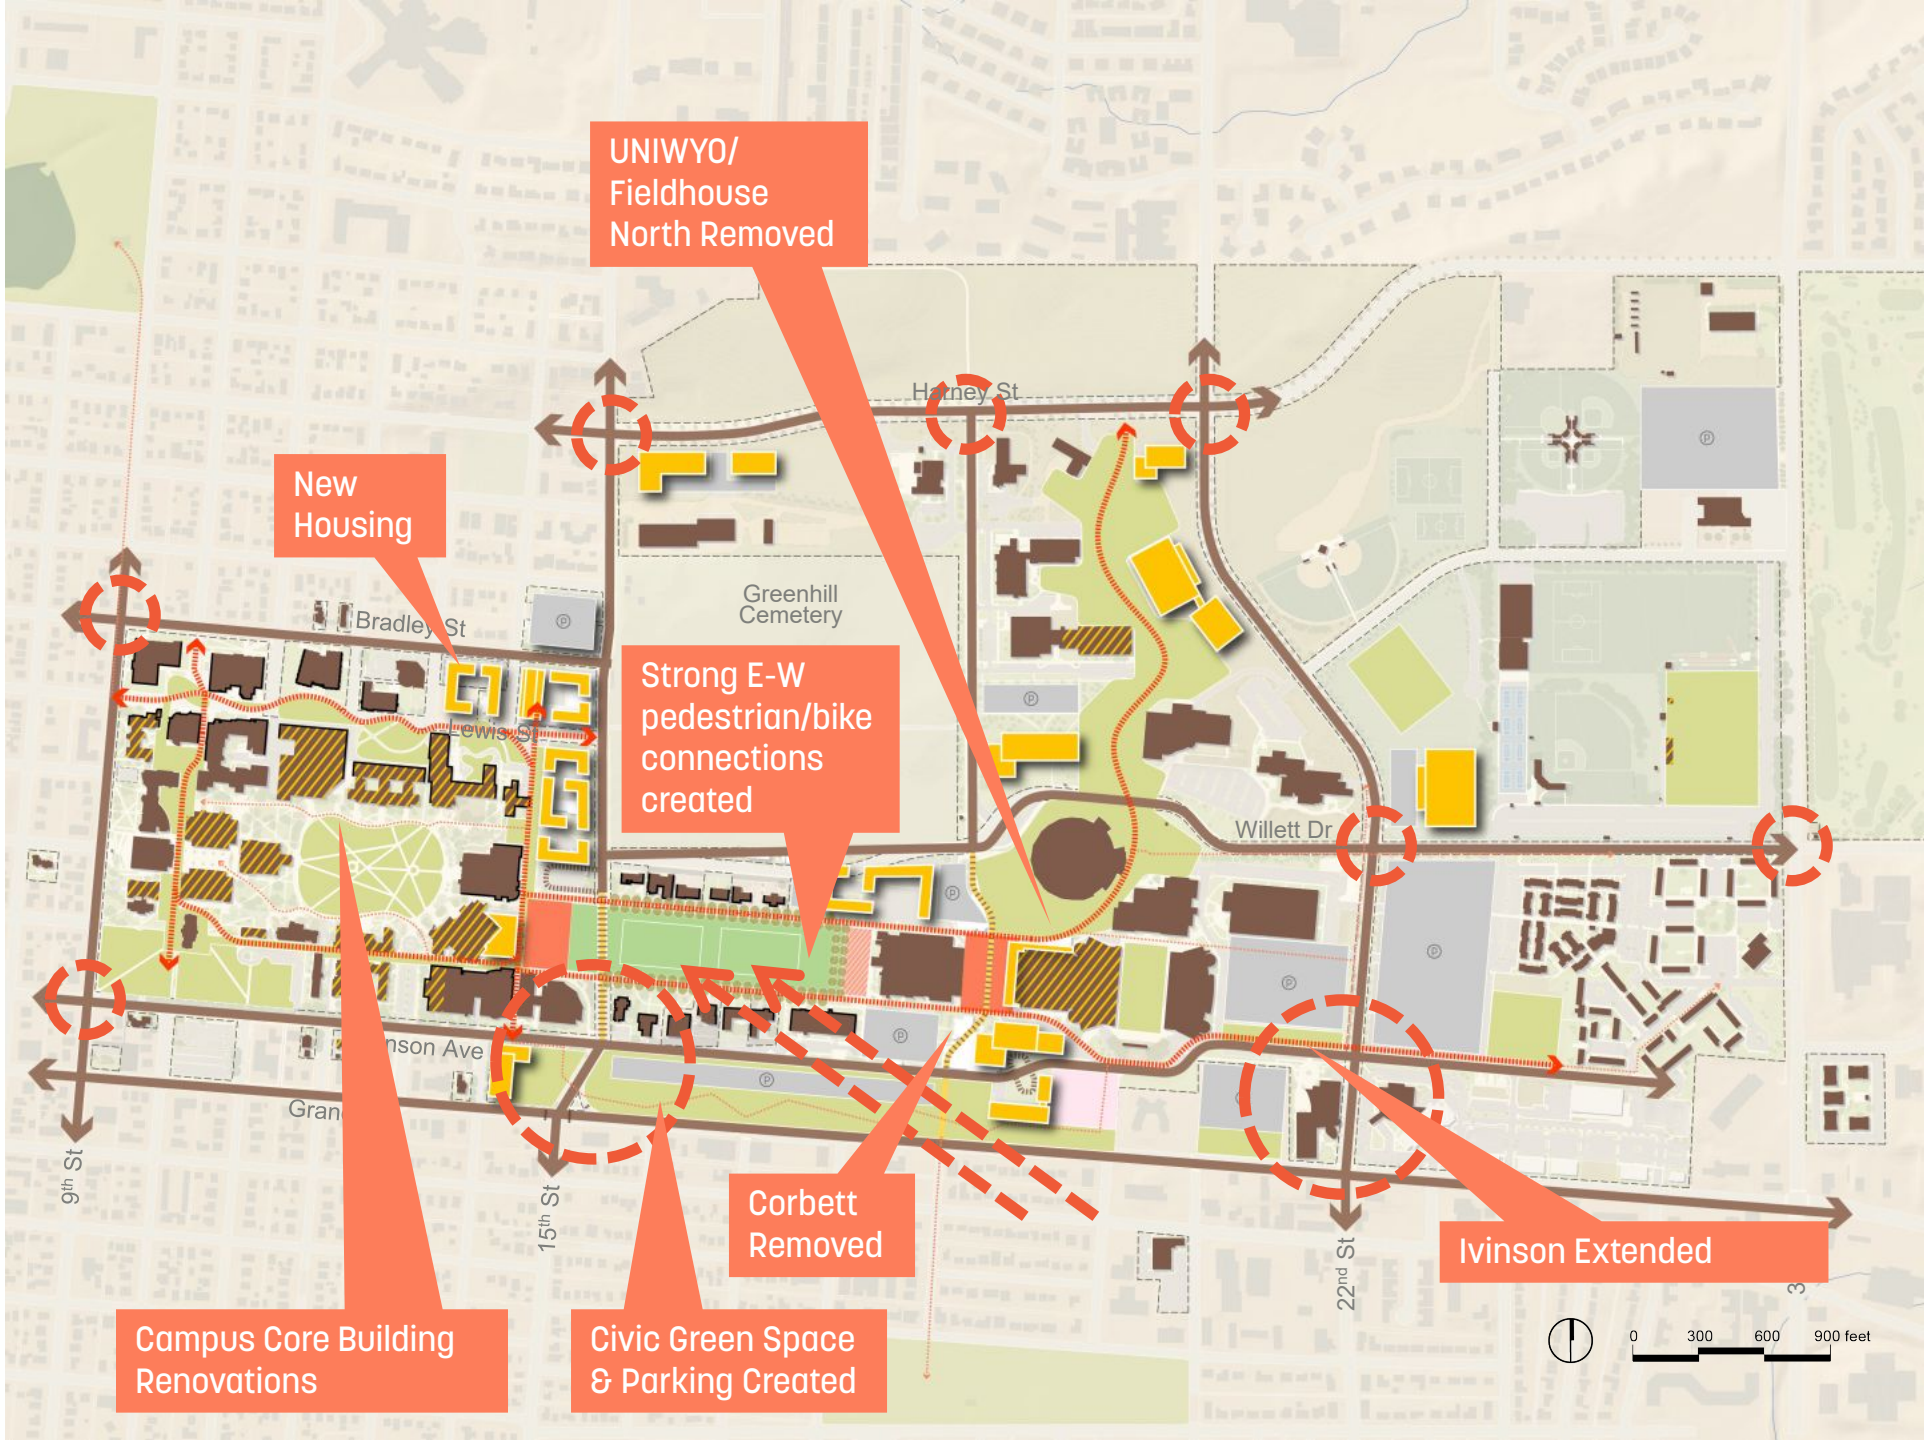 UNIWYO/
Fieldhouse
North Removed
Harney St
New
Housing
Greenhill
Cemetery
Bradley St
P
Strong E-W
pedestrian/bike
connections
created
Lewis St
P
P
Willett Dr
P
P
P
P
P
nson Ave
Gran
9th St
15th St
22nd St
3
Corbett
Removed
Ivinson Extended
Campus Core Building
Renovations
Civic Green Space
& Parking Created
0 300 600 900 feet